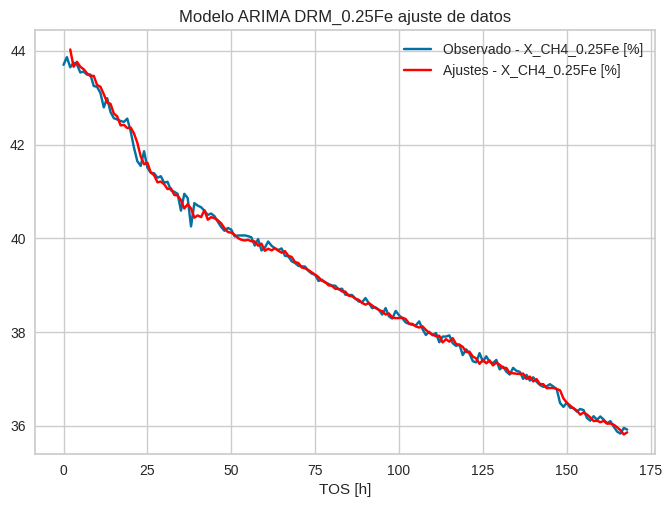 Modelo ARIMA DRM_0.25Fe ajuste de datos
Observado - X_CH4_0.25Fe [%]
Ajustes - X_CH4_0.25Fe [%]
44
42
40
38
36
0 25 50 75 100 125 150 175
TOS [h]